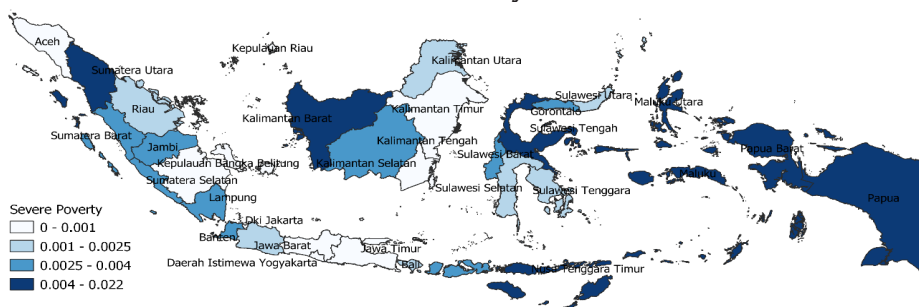 Aceh
Kepulauan Riau
Sumatera Utara
Kalimantan Utara
Riau
Sulawesi Utara
Maluku Utara
Kalimantan Timur
Gorontalo
Kalimantan Barat
Sulawesi Tengah
Sumatera Barat
Jambi
Kalimantan Tengah
Papua Barat
Kepulauan Bangka Belitung
Sulawesi Barat
Kalimantan Selatan
Maluku
Sumatera Selatan
Sulawesi Selatan
Sulawesi Tenggara
Lampung
Papua
Severe Poverty
0 - 0.001
0.001 - 0.0025
0.0025 - 0.004
0.004 - 0.022
Dki Jakarta
Banten
Jawa Barat
Jawa Timur
Daerah Istimewa Yogyakarta
Bali
Nusa Tenggara Timur